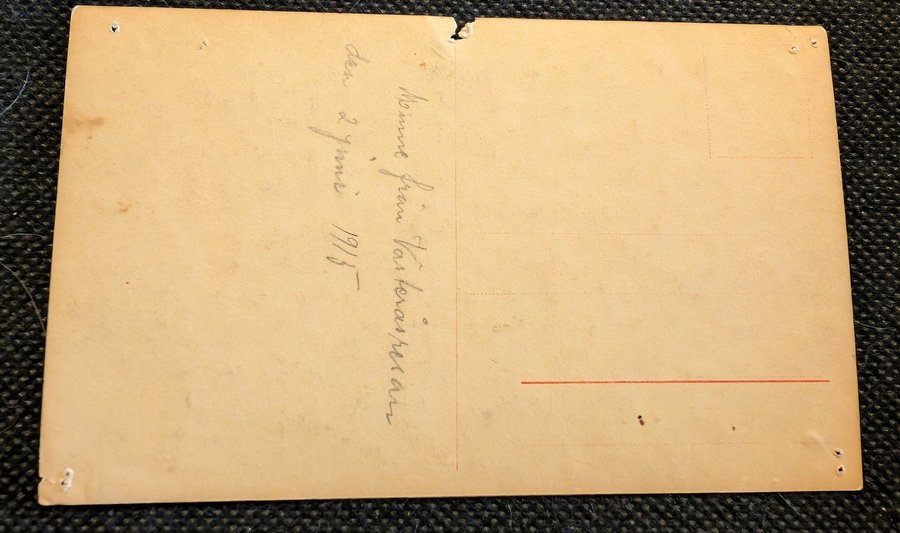 Minne från Västeråsresan
den 2 Juni 1915.